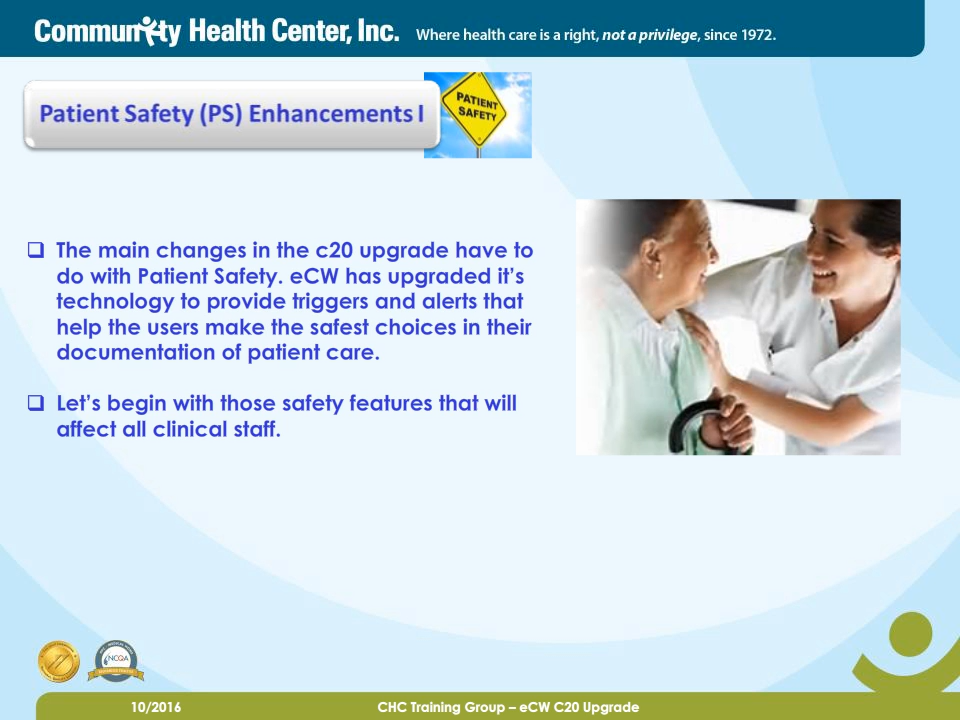 Community Health Center, Inc. Where health care is a right, not a privilege, since 1972.
Patient Safety (PS) Enhancements I
PATIENT
SAFETY
The main changes in the c20 upgrade have to
do with Patient Safety. eCW has upgraded it's
technology to provide triggers and alerts that
help the users make the safest choices in their
documentation of patient care.
Let's begin with those safety features that will
affect all clinical staff.
NCQA
10/2016
CHC Training Group – eCW C20 Upgrade